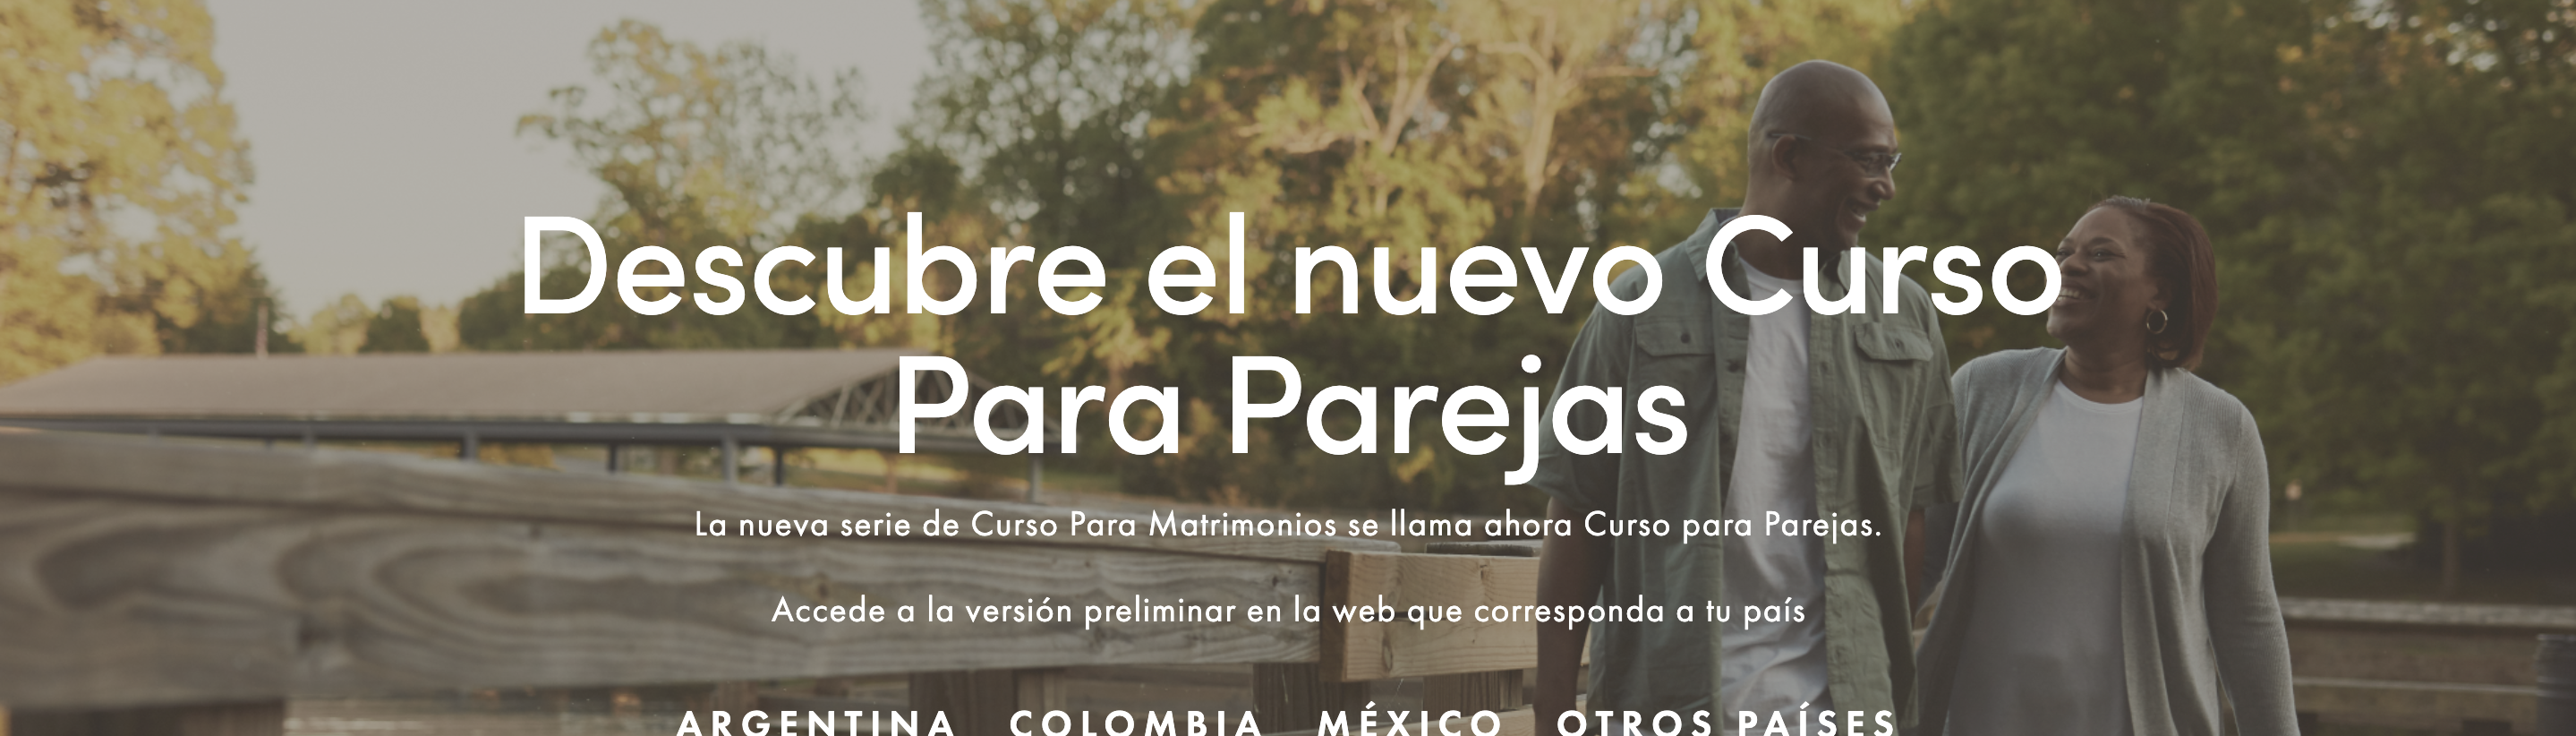 Descubre el nuevo Curso
Para Parejas
La nueva serie de Curso Para Matrimonios se llama ahora Curso para Parejas.
Accede a la versión preliminar en la web que corresponda a tu país
ARGENTINA COLOMBIA MÉXICO OTROS PAÍSES